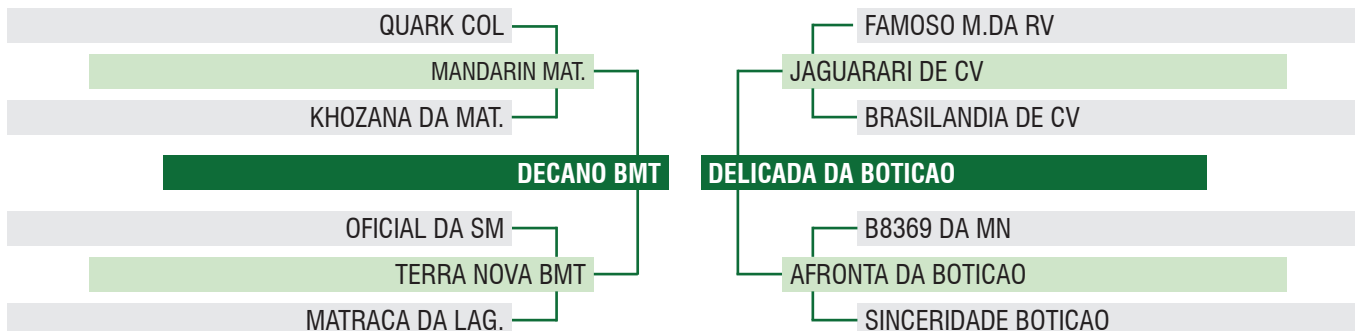 QUARK COL
MANDARIN MAT.
KHOZANA DA MAT.
DECANO BMT
OFICIAL DA SM
TERRA NOVA BMT
MATRACA DA LAG.
FAMOSO M.DA RV
JAGUARARI DE CV
BRASILANDIA DE CV
DELICADA DA BOTICAO
B8369 DA MN
AFRONTA DA BOTICAO
SINCERIDADE BOTICAO